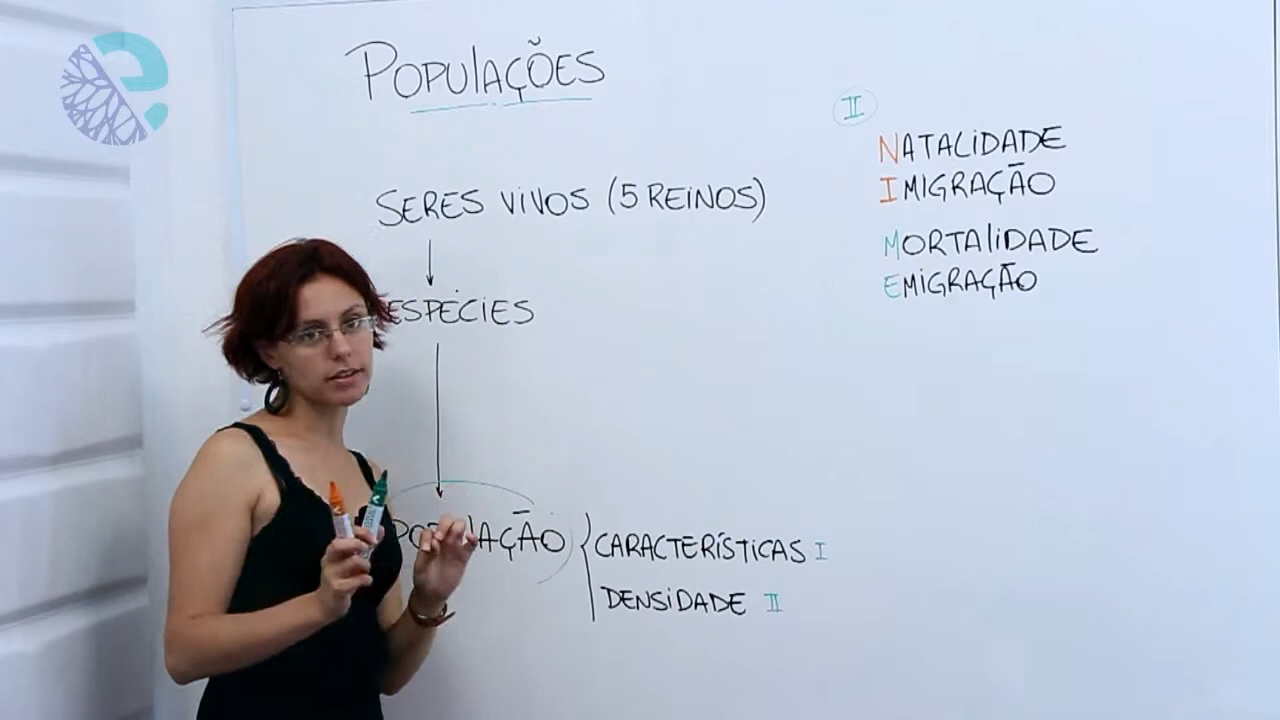 POPULAÇÕES
SERES VIVOS (5 REINOS)
ESPÉCIES
POPULAÇÃO
CARACTERÍSTICAS I
DENSIDADE II
II
NATALIDADE
IMIGRAÇÃO
MORTALIDADE
EMIGRAÇÃO